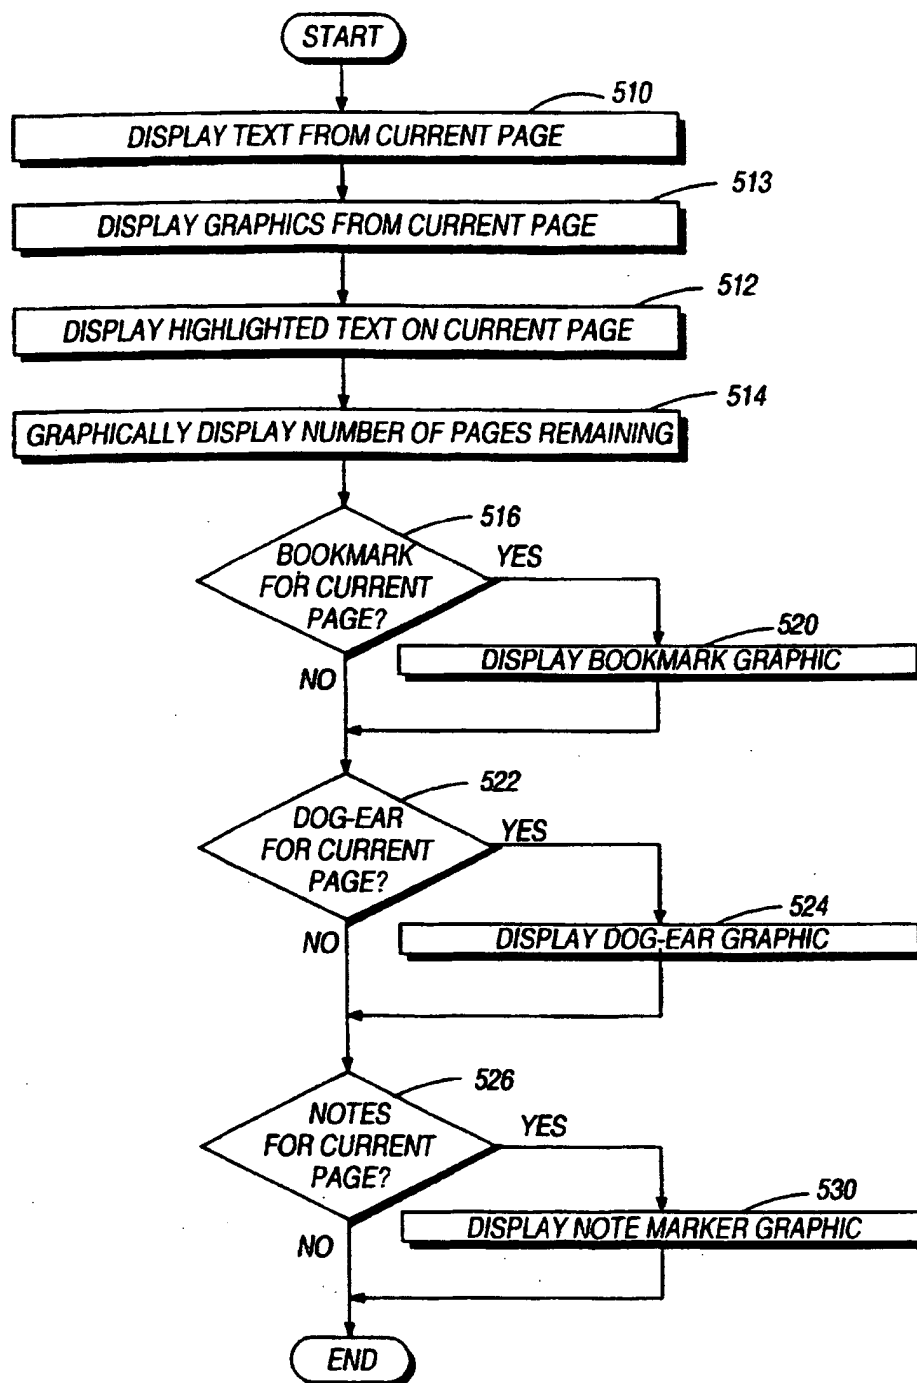 START
510
DISPLAY TEXT FROM CURRENT PAGE
513
DISPLAY GRAPHICS FROM CURRENT PAGE
512
DISPLAY HIGHLIGHTED TEXT ON CURRENT PAGE
514
GRAPHICALLY DISPLAY NUMBER OF PAGES REMAINING
516
BOOKMARK
FOR CURRENT
PAGE?
YES
NO
520
DISPLAY BOOKMARK GRAPHIC
522
DOG-EAR
FOR CURRENT
PAGE?
YES
NO
524
DISPLAY DOG-EAR GRAPHIC
526
NOTES
FOR CURRENT
PAGE?
YES
NO
530
DISPLAY NOTE MARKER GRAPHIC
END